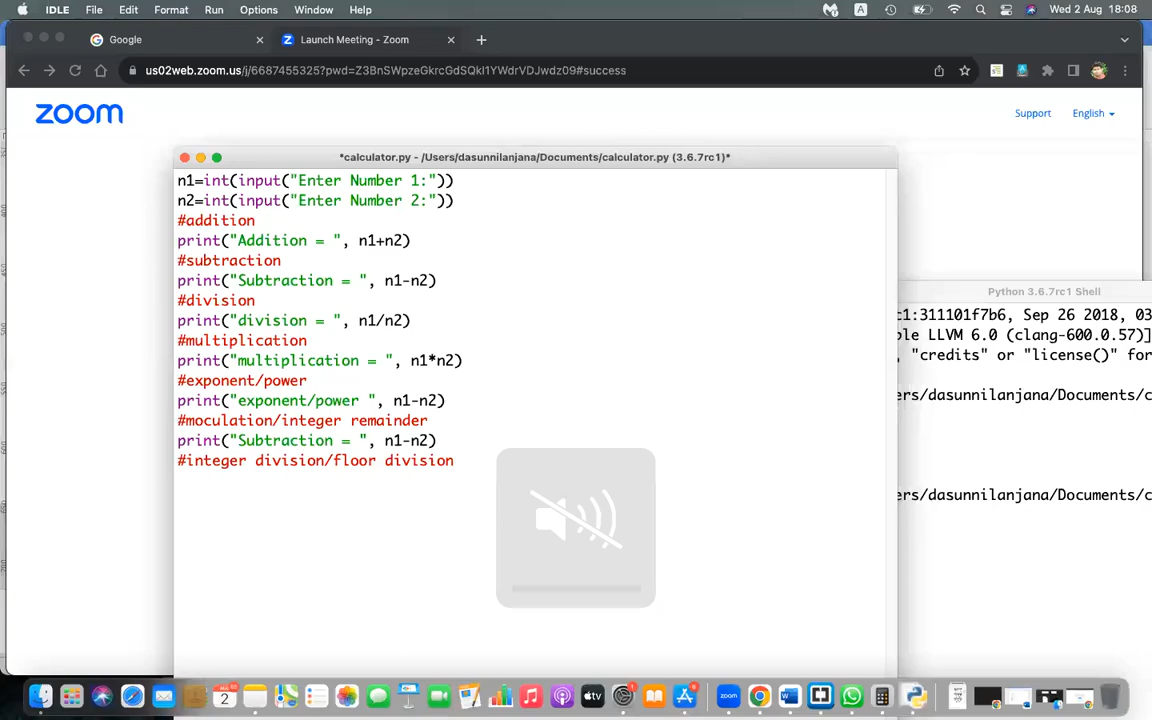 IDLE File Edit Format Run Options Window Help A Wed 2 Aug 18:08
Google Launch Meeting - Zoom
us02web.zoom.us/j/6687455325?pwd=Z3BnSWpzeGkrcGdSQkI1YWdrVDJwdz09#success
zoom Support English
*calculator.py - /Users/dasunnilanjana/Documents/calculator.py (3.6.7rc1)*
n1=int(input("Enter Number 1:"))
n2=int(input("Enter Number 2:"))
#addition
print("Addition = ", n1+n2)
#subtraction
print("Subtraction = ", n1-n2)
#division
print("division = ", n1/n2)
#multiplication
print("multiplication = ", n1*n2)
#exponent/power
print("exponent/power ", n1-n2)
#moculation/integer remainder
print("Subtraction = ", n1-n2)
#integer division/floor division
Python 3.6.7rc1 Shell
c1:311101f7b6, Sep 26 2018, 03
ble LLVM 6.0 (clang-600.0.57)]
, "credits" or "license()" for
ers/dasunnilanjana/Documents/c
ers/dasunnilanjana/Documents/c
2 tv zoom